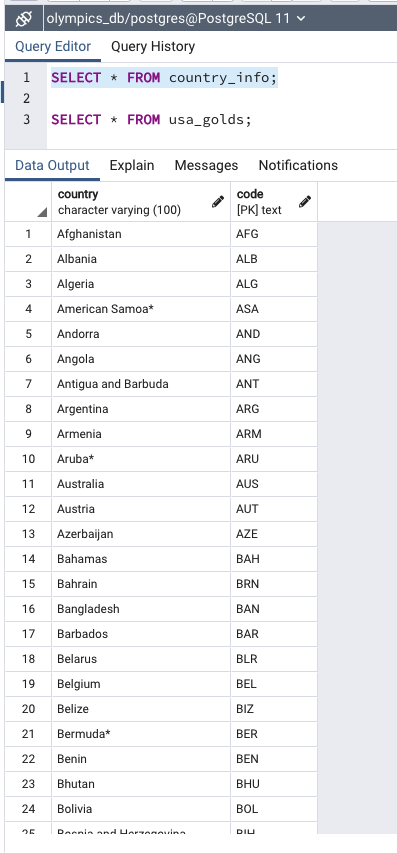 olympics_db/postgres@PostgreSQL 11
Query Editor Query History
1 SELECT * FROM country_info;
2
3 SELECT * FROM usa_golds;
Data Output Explain Messages Notifications
country code
character varying (100) [PK] text
1 Afghanistan AFG
2 Albania ALB
3 Algeria ALG
4 American Samoa* ASA
5 Andorra AND
6 Angola ANG
7 Antigua and Barbuda ANT
8 Argentina ARG
9 Armenia ARM
10 Aruba* ARU
11 Australia AUS
12 Austria AUT
13 Azerbaijan AZE
14 Bahamas BAH
15 Bahrain BRN
16 Bangladesh BAN
17 Barbados BAR
18 Belarus BLR
19 Belgium BEL
20 Belize BIZ
21 Bermuda* BER
22 Benin BEN
23 Bhutan BHU
24 Bolivia BOL
25 Bosnia and Herzegovina BIH